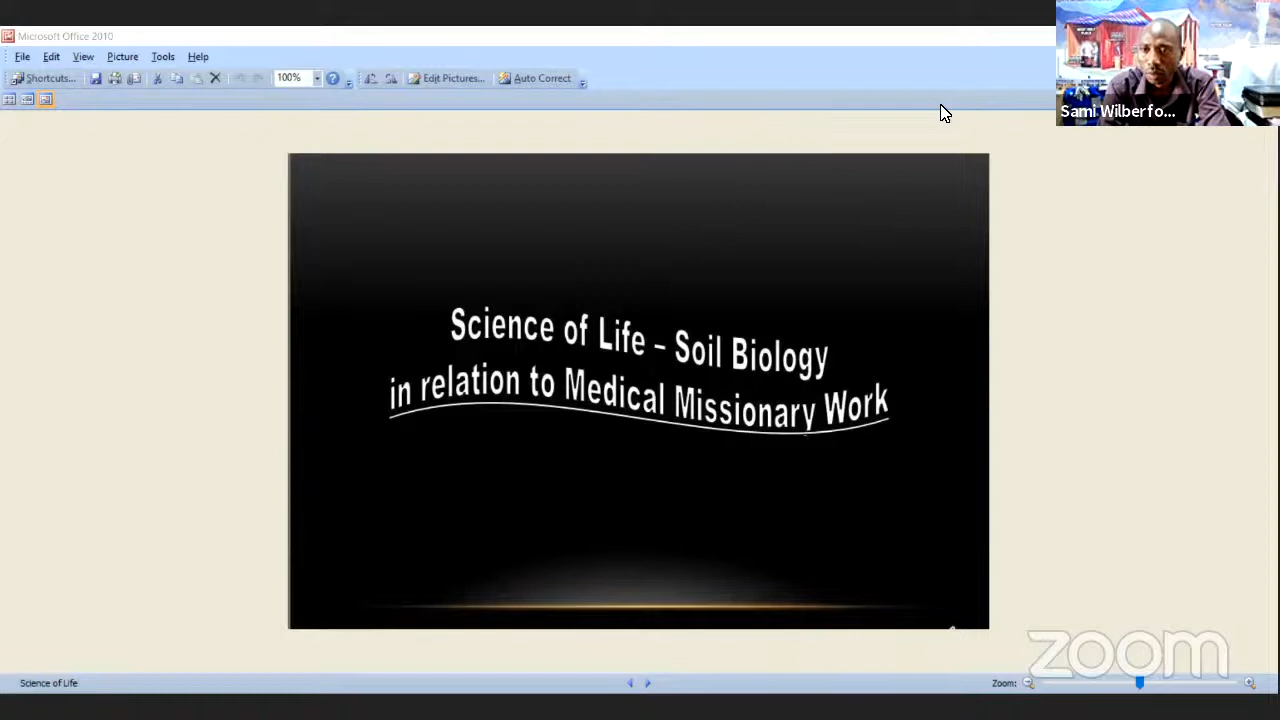 Microsoft Office 2010
File Edit View Picture Tools Help
Shortcuts... 100% Edit Pictures... Auto Correct
Sami Wilberfo...
Science of Life – Soil Biology
in relation to Medical Missionary Work
zoom
Science of Life
Zoom: